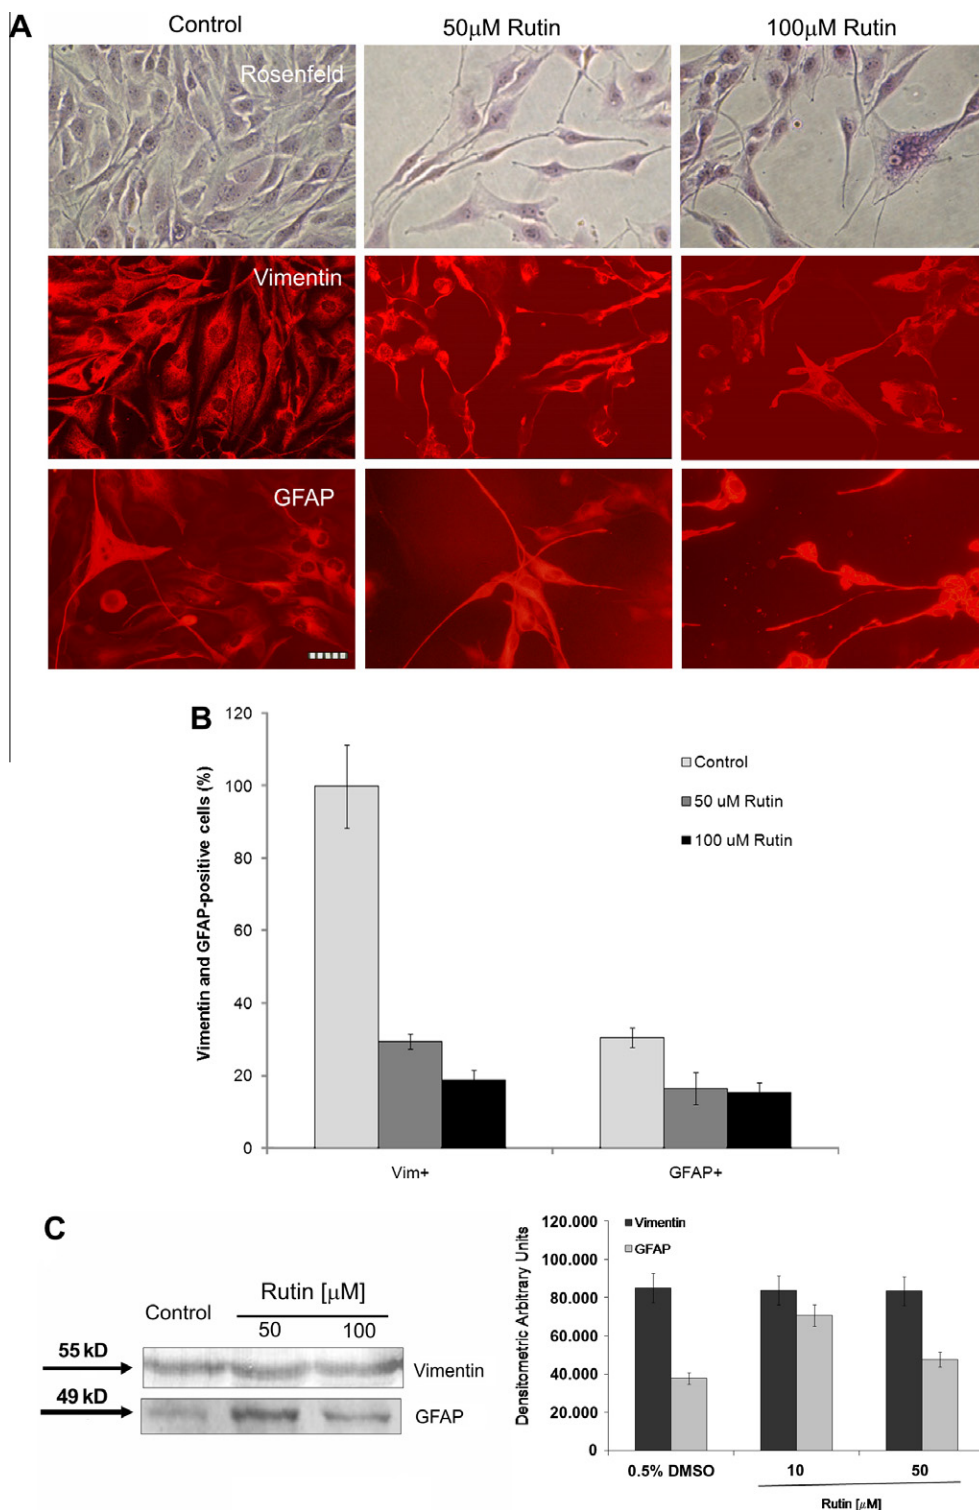 A
Control
50μM Rutin
100μM Rutin
Rosenfeld
Vimentin
GFAP
B
Vimentin and GFAP-positive cells (%)
120
100
80
60
40
20
0
Control
50 uM Rutin
100 uM Rutin
Vim+
GFAP+
C
Control
Rutin [μM]
50
100
55 kD
Vimentin
49 kD
GFAP
Densitometric Arbitrary Units
120.000
100.000
80.000
60.000
40.000
20.000
0
Vimentin
GFAP
0.5% DMSO
10
50
Rutin [μM]